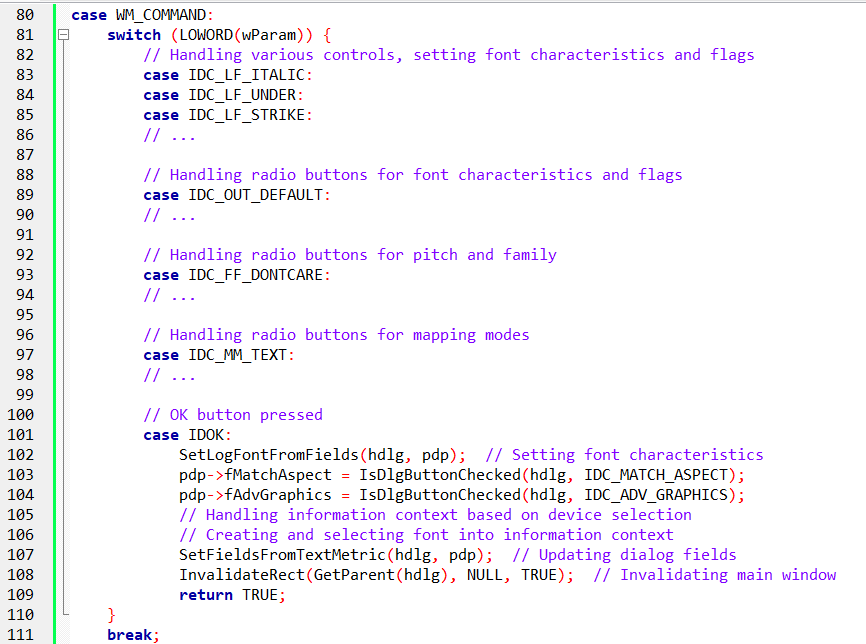 80 case WM_COMMAND:
81     switch (LOWORD(wParam)) {
82         // Handling various controls, setting font characteristics and flags
83         case IDC_LF_ITALIC:
84         case IDC_LF_UNDER:
85         case IDC_LF_STRIKE:
86         // ...
87
88         // Handling radio buttons for font characteristics and flags
89         case IDC_OUT_DEFAULT:
90         // ...
91
92         // Handling radio buttons for pitch and family
93         case IDC_FF_DONTCARE:
94         // ...
95
96         // Handling radio buttons for mapping modes
97         case IDC_MM_TEXT:
98         // ...
99
100         // OK button pressed
101         case IDOK:
102             SetLogFontFromFields(hdlg, pdp);  // Setting font characteristics
103             pdp->fMatchAspect = IsDlgButtonChecked(hdlg, IDC_MATCH_ASPECT);
104             pdp->fAdvGraphics = IsDlgButtonChecked(hdlg, IDC_ADV_GRAPHICS);
105             // Handling information context based on device selection
106             // Creating and selecting font into information context
107             SetFieldsFromTextMetric(hdlg, pdp);  // Updating dialog fields
108             InvalidateRect(GetParent(hdlg), NULL, TRUE);  // Invalidating main window
109             return TRUE;
110     }
111     break;